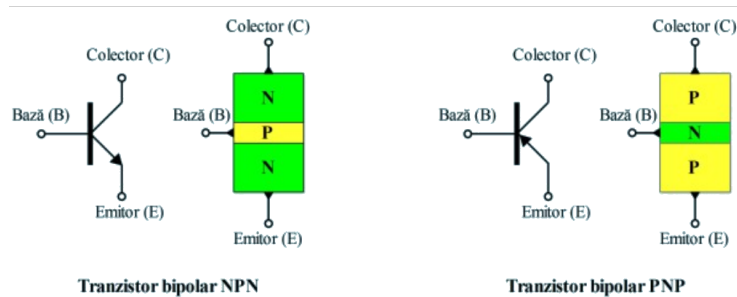 Colector (C)
Bază (B)
Emitor (E)
Colector (C)
Bază (B)
N
P
N
Emitor (E)
Tranzistor bipolar NPN
Colector (C)
Bază (B)
Emitor (E)
Colector (C)
Bază (B)
P
N
P
Emitor (E)
Tranzistor bipolar PNP